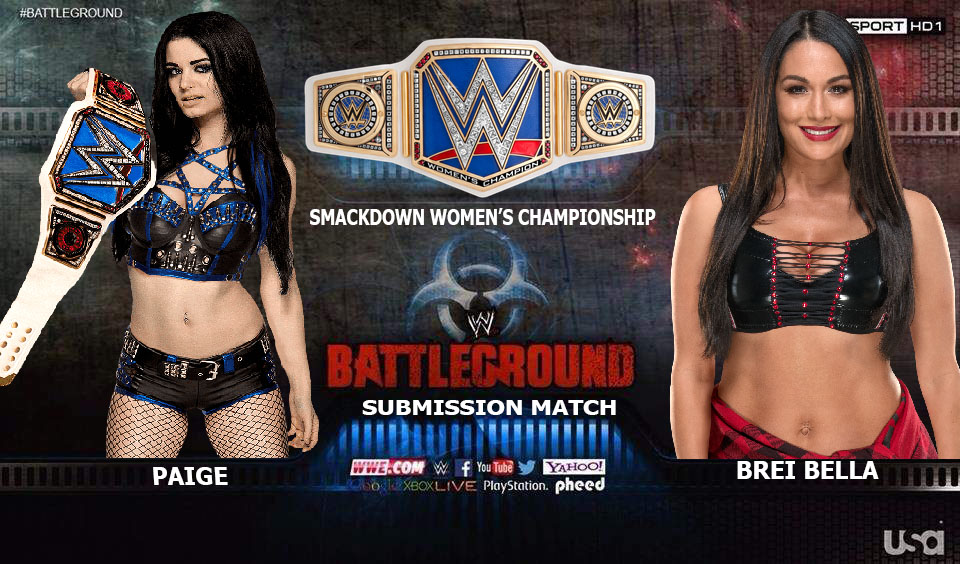 #BATTLEGROUND
SPORT HD1
WOMEN'S CHAMPION
SMACKDOWN WOMEN'S CHAMPIONSHIP
W
BATTLEGROUND
SUBMISSION MATCH
PAIGE
BREI BELLA
WWE.COM W f YouTube YAHOO!
Google XBOX LIVE PlayStation. pheed
usa